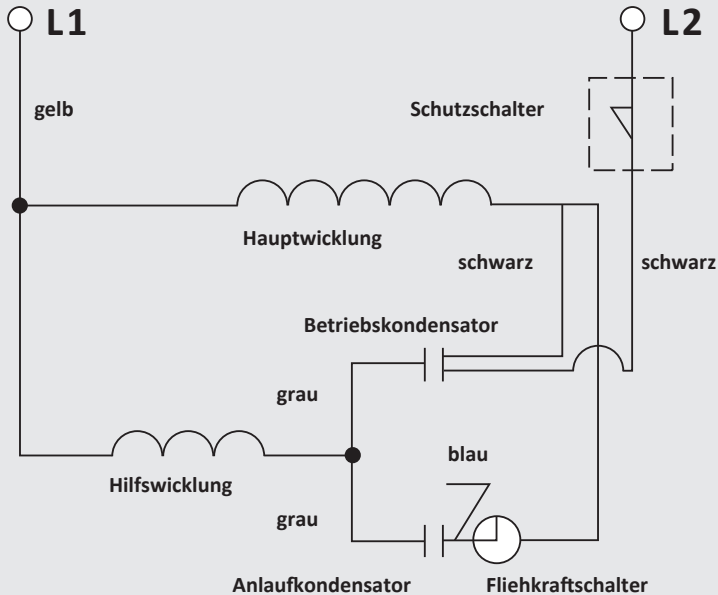 L1
L2
gelb
Schutzschalter
Hauptwicklung
schwarz
schwarz
Betriebskondensator
grau
blau
Hilfswicklung
grau
Anlaufkondensator
Fliehkraftschalter